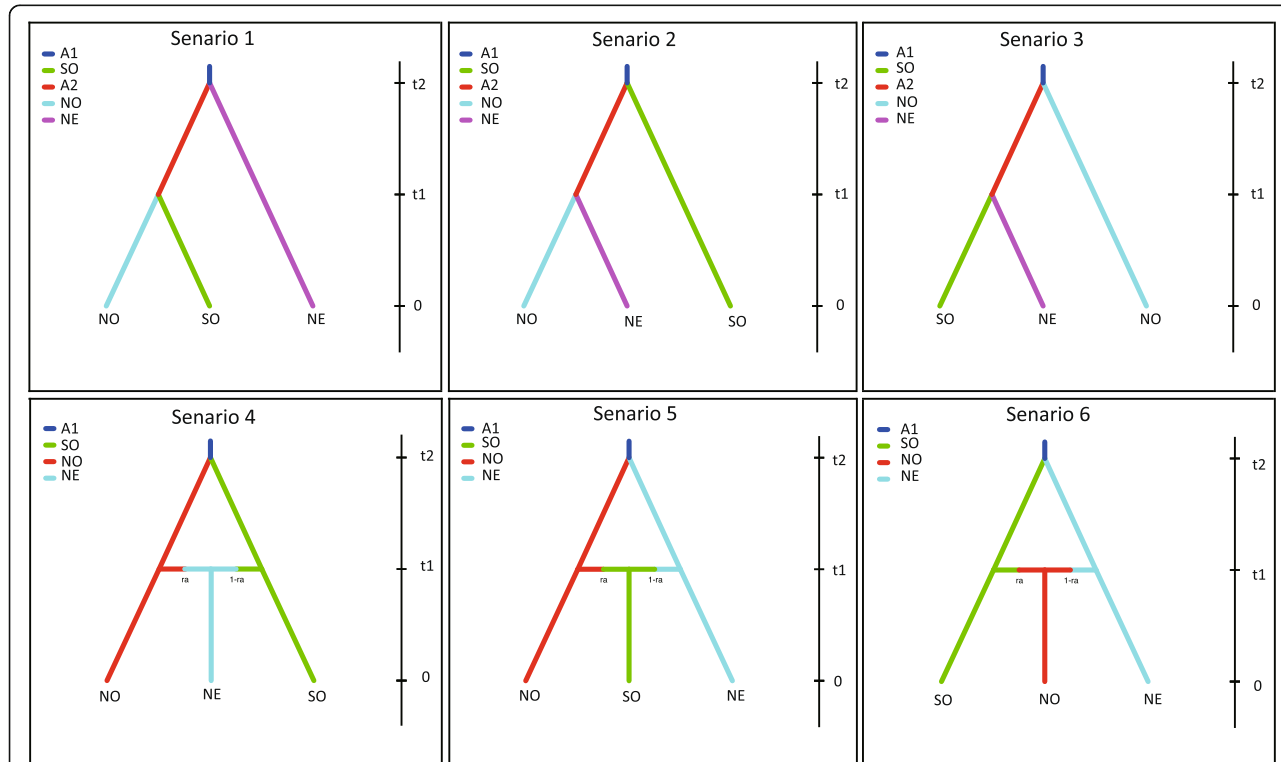 Senario 1
A1
SO
A2
NO
NE
t2
t1
0
NO SO NE
Senario 2
A1
SO
A2
NO
NE
t2
t1
0
NO NE SO
Senario 3
A1
SO
A2
NO
NE
t2
t1
0
SO NE NO
Senario 4
A1
SO
NO
NE
t2
ra 1-ra
t1
0
NO NE SO
Senario 5
A1
SO
NO
NE
t2
ra 1-ra
t1
0
NO SO NE
Senario 6
A1
SO
NO
NE
t2
ra 1-ra
t1
0
SO NO NE